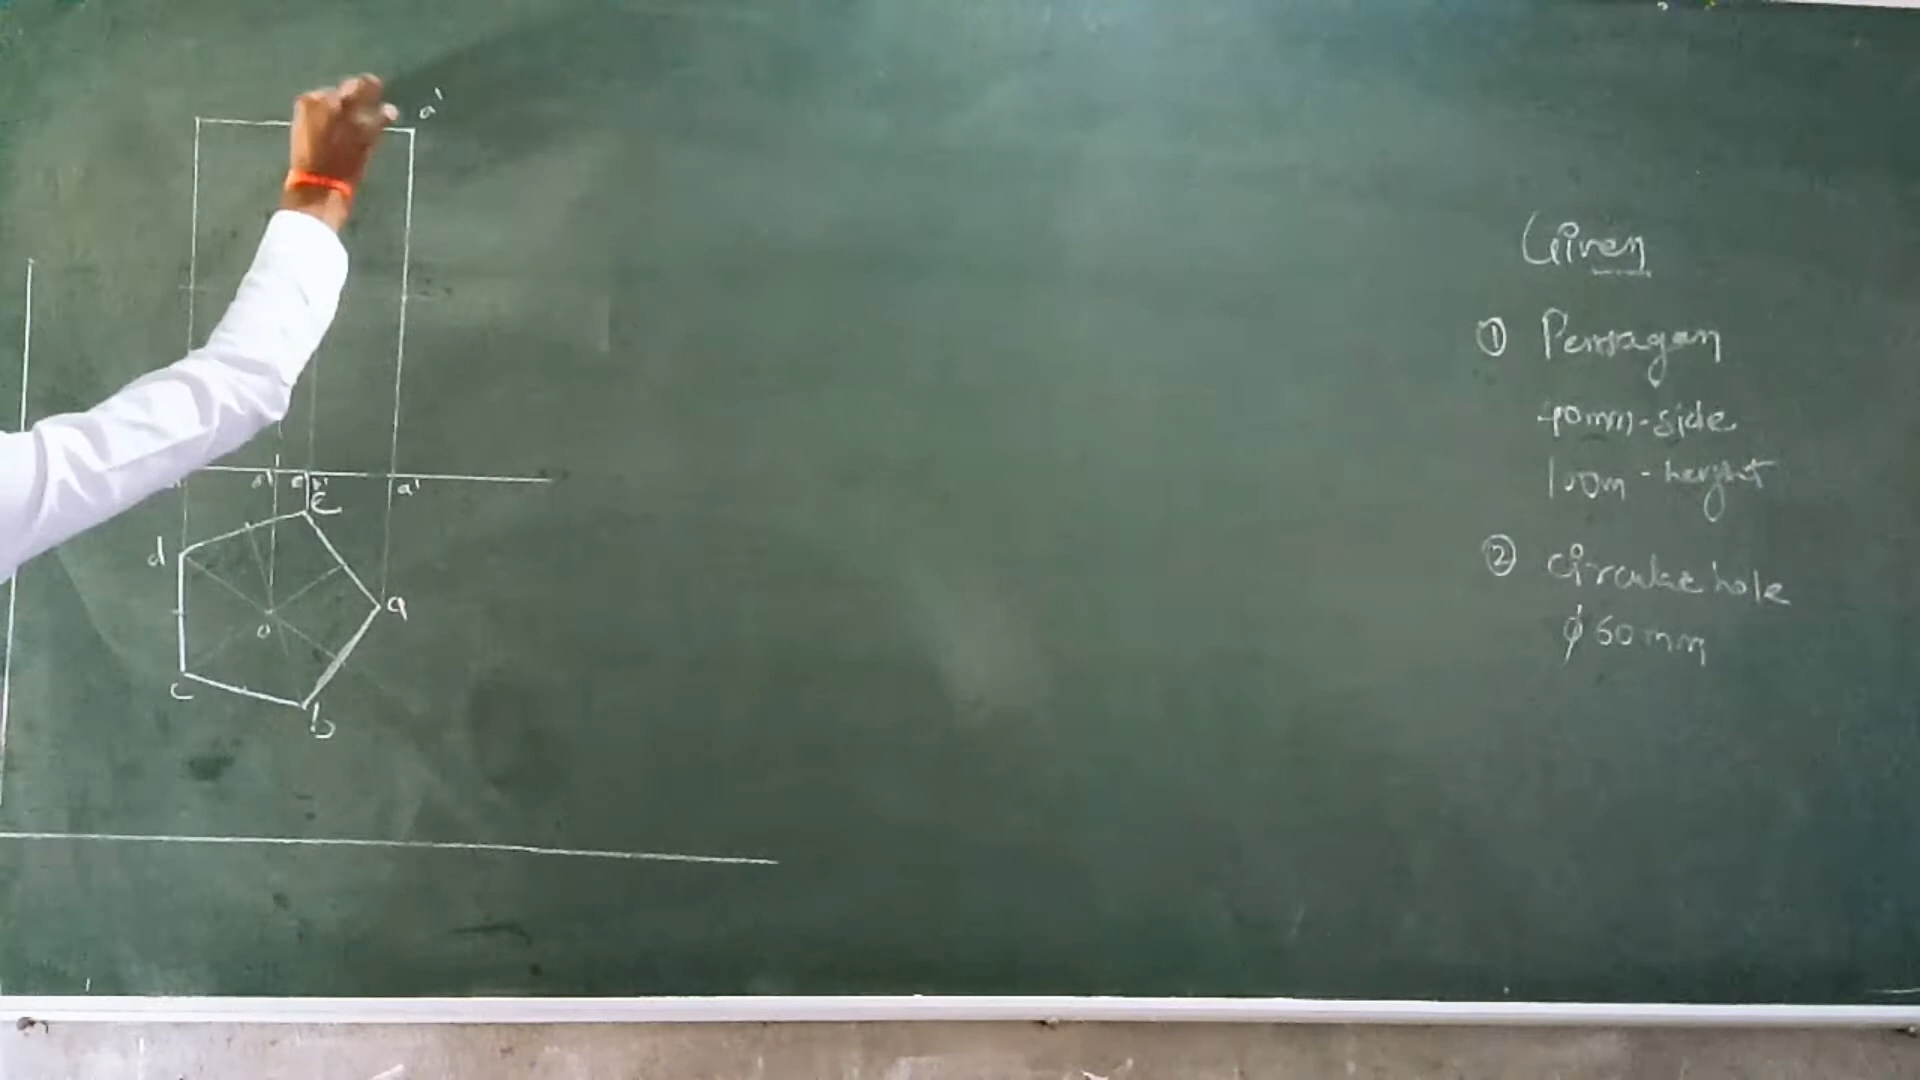 a'
a'
e
d
a
o
c
b
Given
① Pentagon
40mm-side
100m-height
② circular hole
ϕ 60 mm